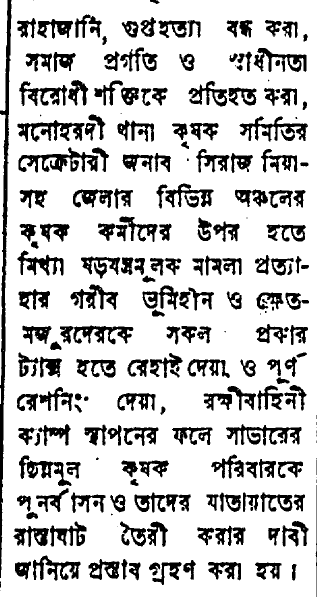 রাহাজানি, গুপ্তহত্যা বন্ধ করা,
সমাজ প্রগতি ও স্বাধীনতা
বিরোধী শক্তিকে প্রতিহত করা,
মনোহরদী থানা কৃষক সমিতির
সেক্রেটারী জনাব সিরাজ মিয়া-
সহ জেলার বিভিন্ন অঞ্চলের
কৃষক কর্মীদের উপর হতে
মিথ্যা ষড়যন্ত্রমূলক মামলা প্রত্যা-
হার গরীব ভূমিহীন ও ক্ষেত-
মজুরদেরকে সকল প্রকার
ট্যাক্স হতে রেহাই দেয়া, ও পূর্ণ
রেশনিং দেয়া, রক্ষীবাহিনী
ক্যাম্প স্থাপনের ফলে সাভারের
ছিন্নমূল কৃষক পরিবারকে
পুনর্বাসন ও তাদের যাতায়াতের
রাস্তাঘাট তৈরী করার দাবী
জানিয়ে প্রস্তাব গ্রহণ করা হয়।